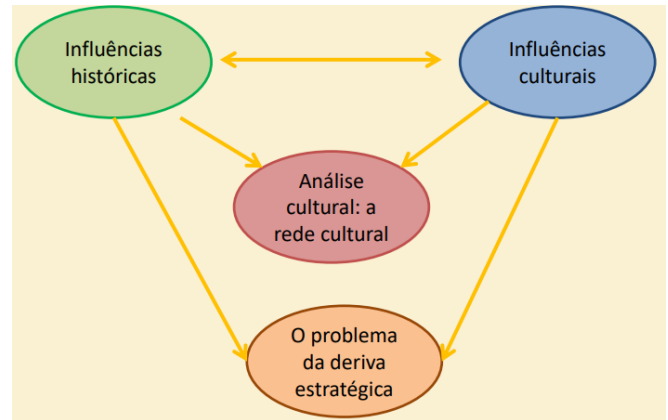 Influências
históricas
Influências
culturais
Análise
cultural: a
rede cultural
O problema
da deriva
estratégica